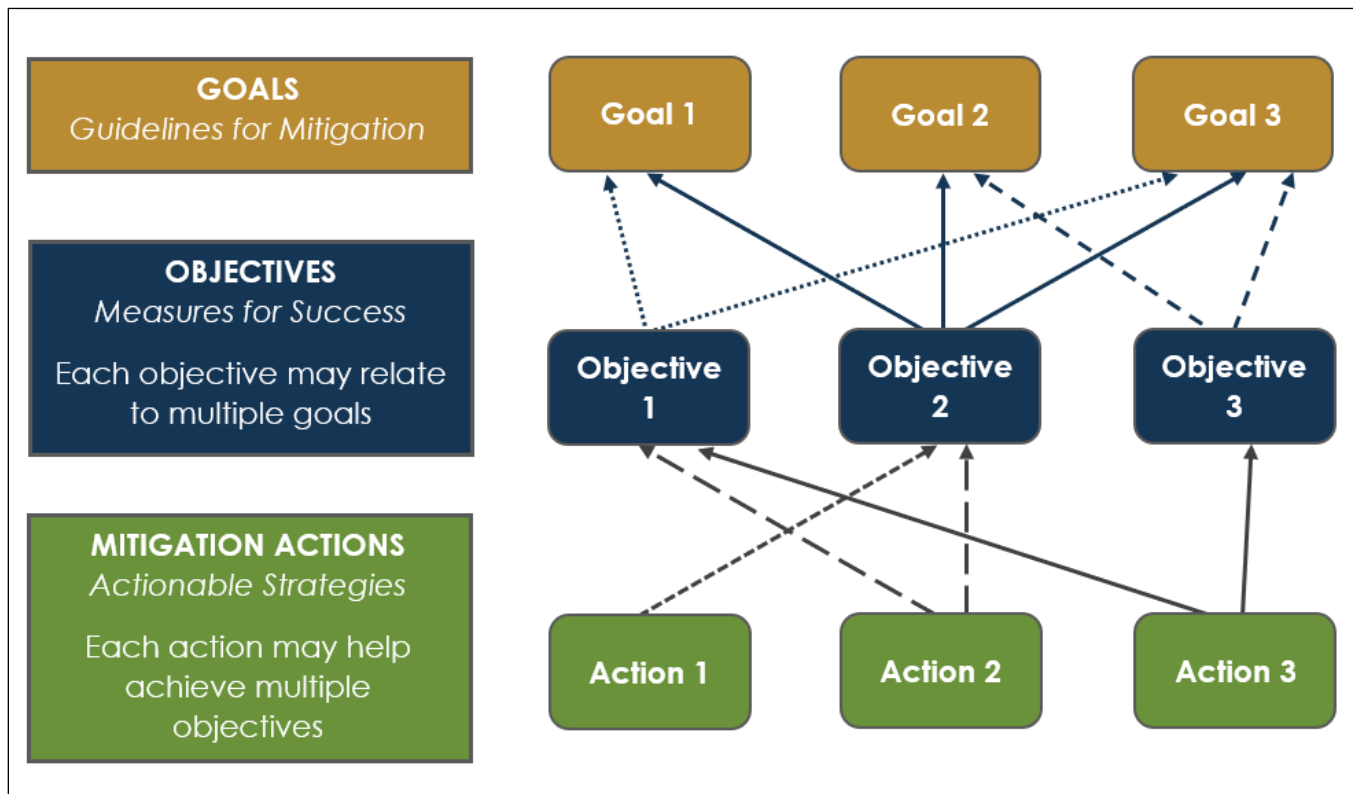 GOALS
Guidelines for Mitigation
Goal 1
Goal 2
Goal 3
OBJECTIVES
Measures for Success
Each objective may relate
to multiple goals
Objective
1
Objective
2
Objective
3
MITIGATION ACTIONS
Actionable Strategies
Each action may help
achieve multiple
objectives
Action 1
Action 2
Action 3